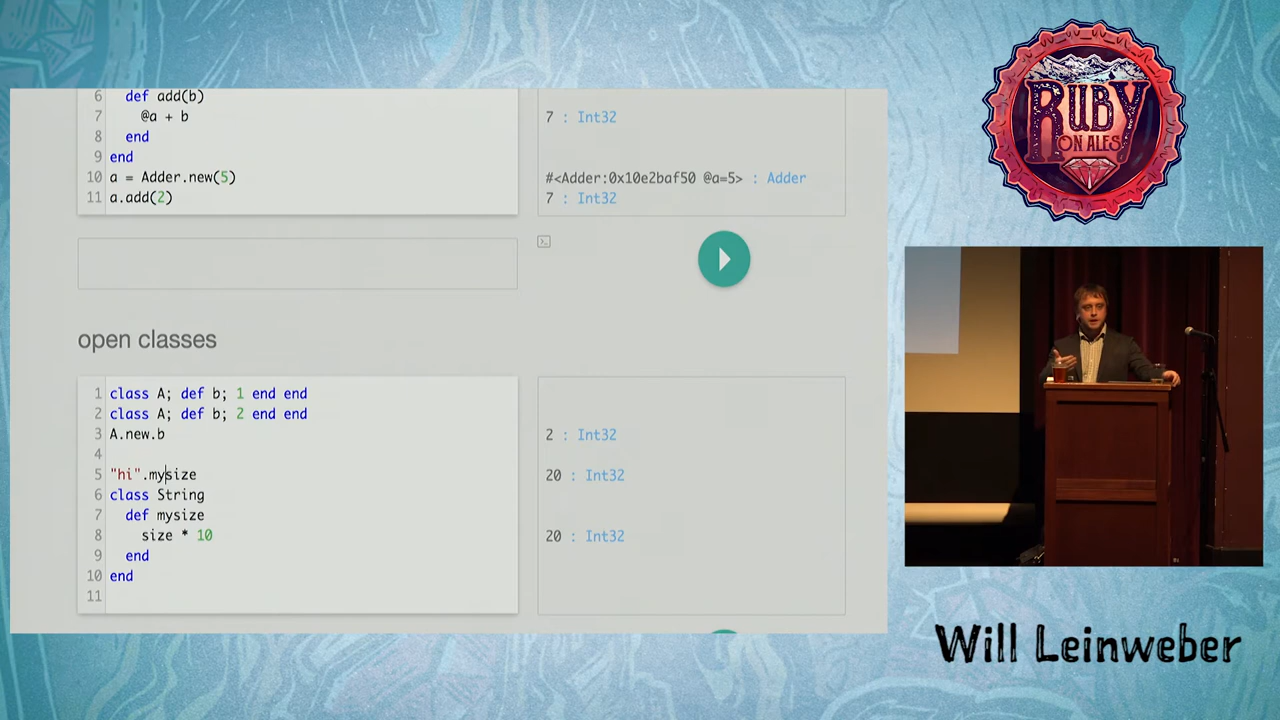 6 def add(b)
7 @a + b
8 end
9 end
10 a = Adder.new(5)
11 a.add(2)
7 : Int32
#<Adder:0x10e2baf50 @a=5> : Adder
7 : Int32
open classes
1 class A; def b; 1 end end
2 class A; def b; 2 end end
3 A.new.b
4
5 "hi".mysize
6 class String
7 def mysize
8 size * 10
9 end
10 end
11
2 : Int32
20 : Int32
20 : Int32
RUBY
ON ALES
Will Leinweber